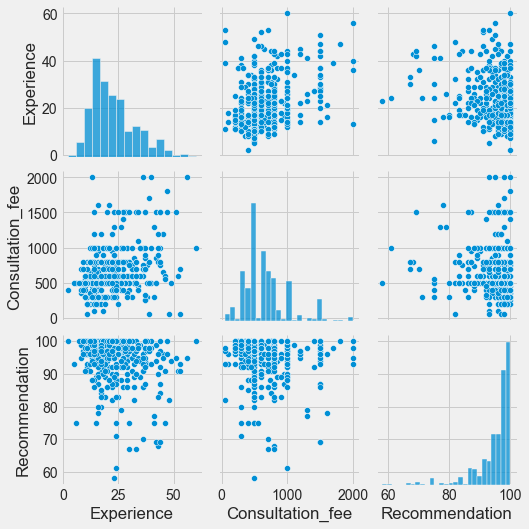 60
40
20
0
Experience
2000
1500
1000
500
0
Consultation_fee
100
90
80
70
60
Recommendation
0 25 50
Experience
0 1000 2000
Consultation_fee
60 80 100
Recommendation